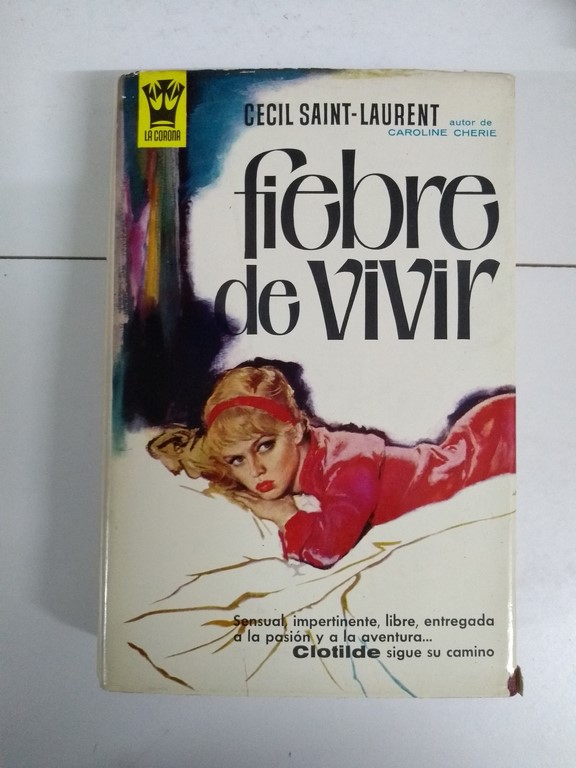 LA CORONA
CECIL SAINT-LAURENT autor de
CAROLINE CHERIE
fiebre
de vivir
Sensual, impertinente, libre, entregada
a la pasión y a la aventura...
Clotilde sigue su camino